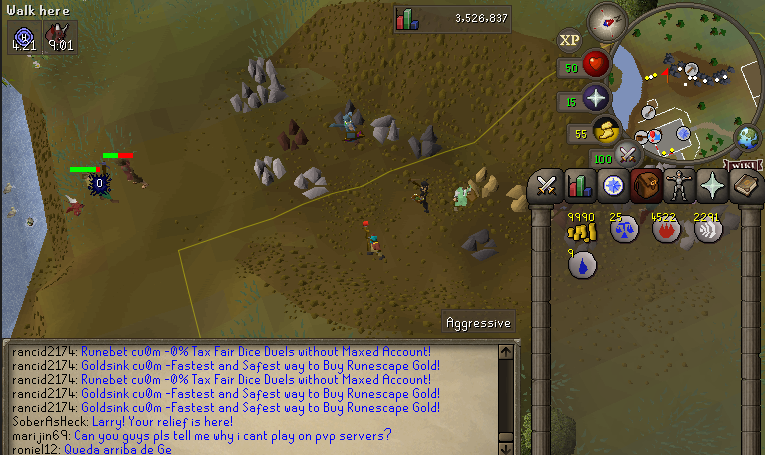 Walk here
4:21 9:01
3,526,837
XP
50
15
55
100
WIKI
9990 25 4522 2291
9
0
Aggressive
rancid2174: Runebet cu0m -0% Tax Fair Dice Duels without Maxed Account!
rancid2174: Goldsink cu0m -Fastest and Safest way to Buy Runescape Gold!
rancid2174: Runebet cu0m -0% Tax Fair Dice Duels without Maxed Account!
rancid2174: Goldsink cu0m -Fastest and Safest way to Buy Runescape Gold!
rancid2174: Goldsink cu0m -Fastest and Safest way to Buy Runescape Gold!
SoberAsHeck: Larry! Your relief is here!
marijin69: Can you guys pls tell me why i cant play on pvp servers?
roniel12: Queda arriba de Ge